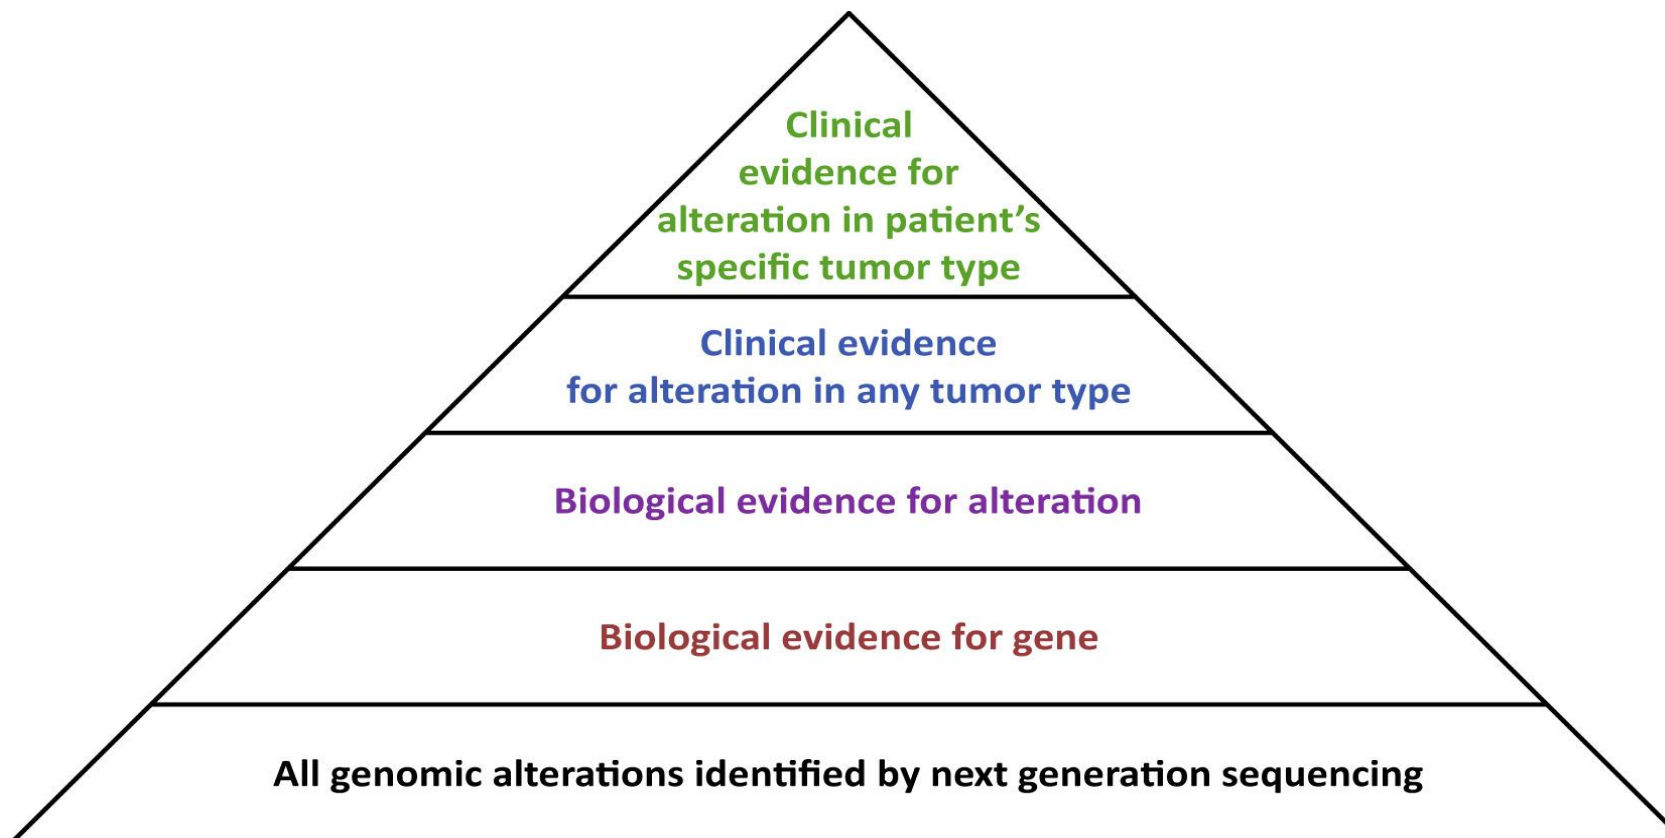 Clinical
evidence for
alteration in patient’s
specific tumor type
Clinical evidence
for alteration in any tumor type
Biological evidence for alteration
Biological evidence for gene
All genomic alterations identified by next generation sequencing